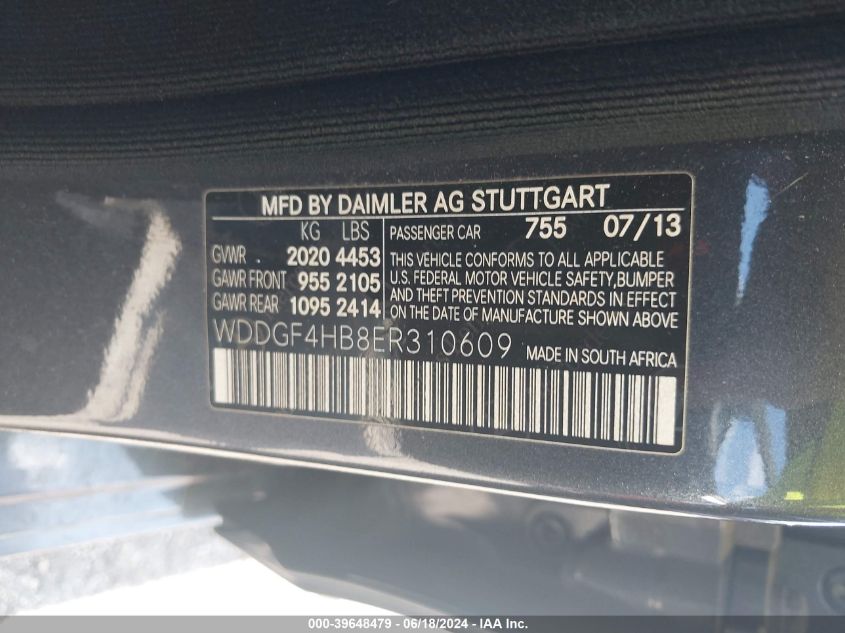 MFD BY DAIMLER AG STUTTGART
KG LBS
GVWR 2020 4453
GAWR FRONT 955 2105
GAWR REAR 1095 2414
PASSENGER CAR 755 07/13
THIS VEHICLE CONFORMS TO ALL APPLICABLE
U.S. FEDERAL MOTOR VEHICLE SAFETY,BUMPER
AND THEFT PREVENTION STANDARDS IN EFFECT
ON THE DATE OF MANUFACTURE SHOWN ABOVE
WDDGF4HB8ER310609 MADE IN SOUTH AFRICA
000-39648479 - 06/18/2024 - IAA Inc.